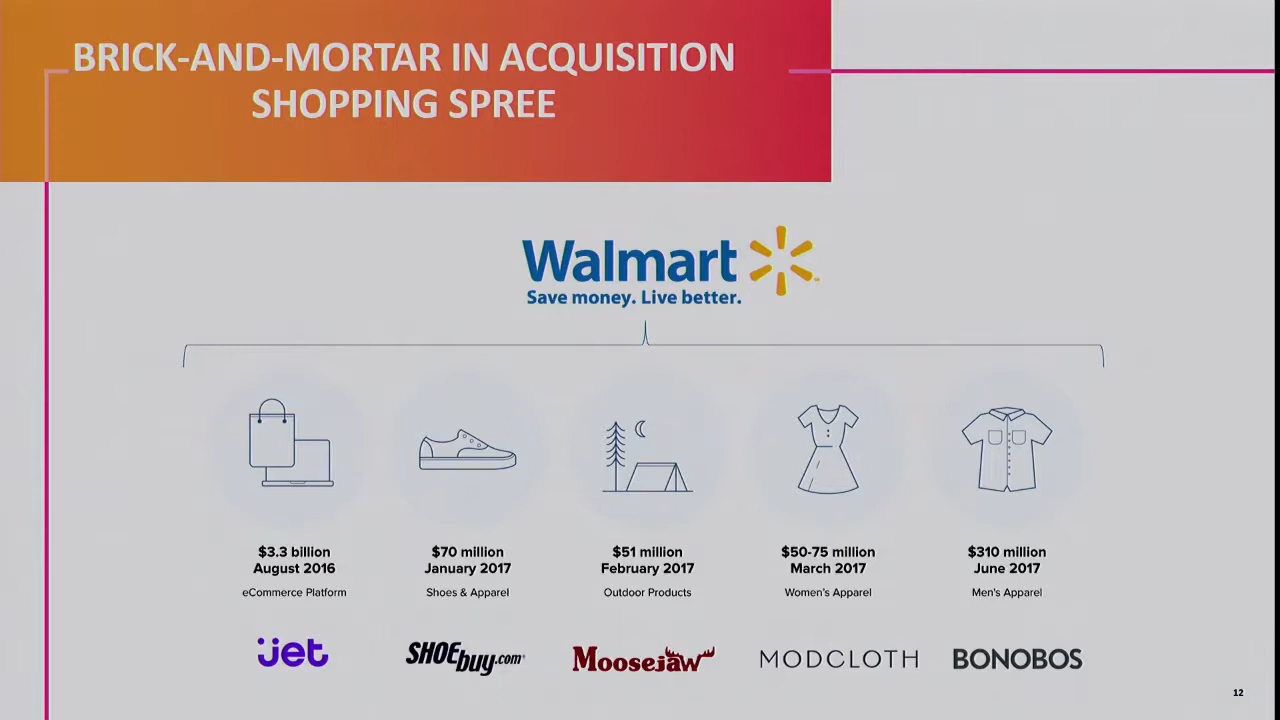 BRICK-AND-MORTAR IN ACQUISITION
SHOPPING SPREE
Walmart
Save money. Live better.
$3.3 billion
August 2016
eCommerce Platform
$70 million
January 2017
Shoes & Apparel
$51 million
February 2017
Outdoor Products
$50-75 million
March 2017
Women's Apparel
$310 million
June 2017
Men's Apparel
jet
SHOEbuy.com
Moosejaw
MODCLOTH
BONOBOS
12